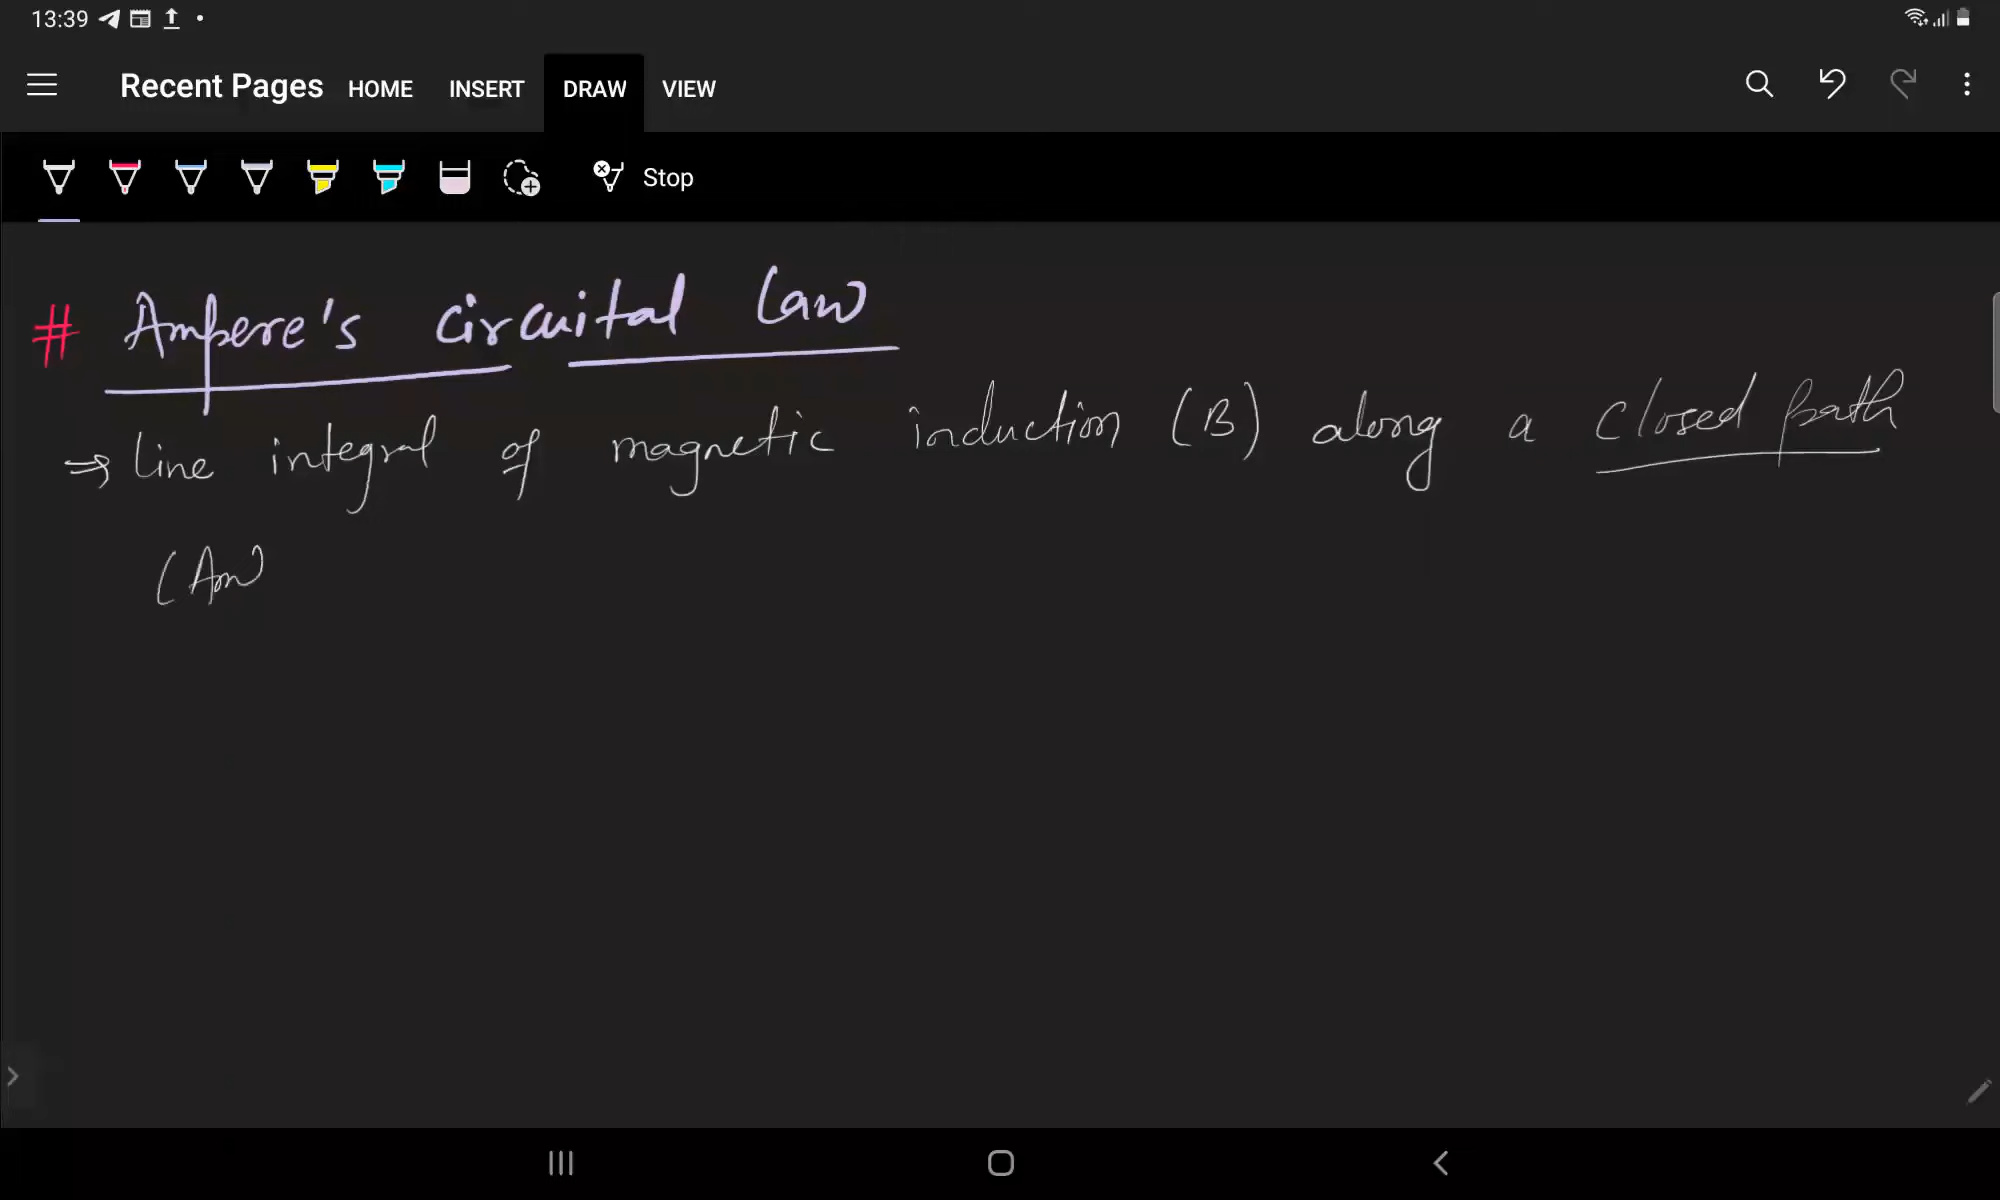 13:39
Recent Pages HOME INSERT DRAW VIEW
Stop
# Ampere's circuital law
⇒ line integral of magnetic induction (B) along a closed path
(Am